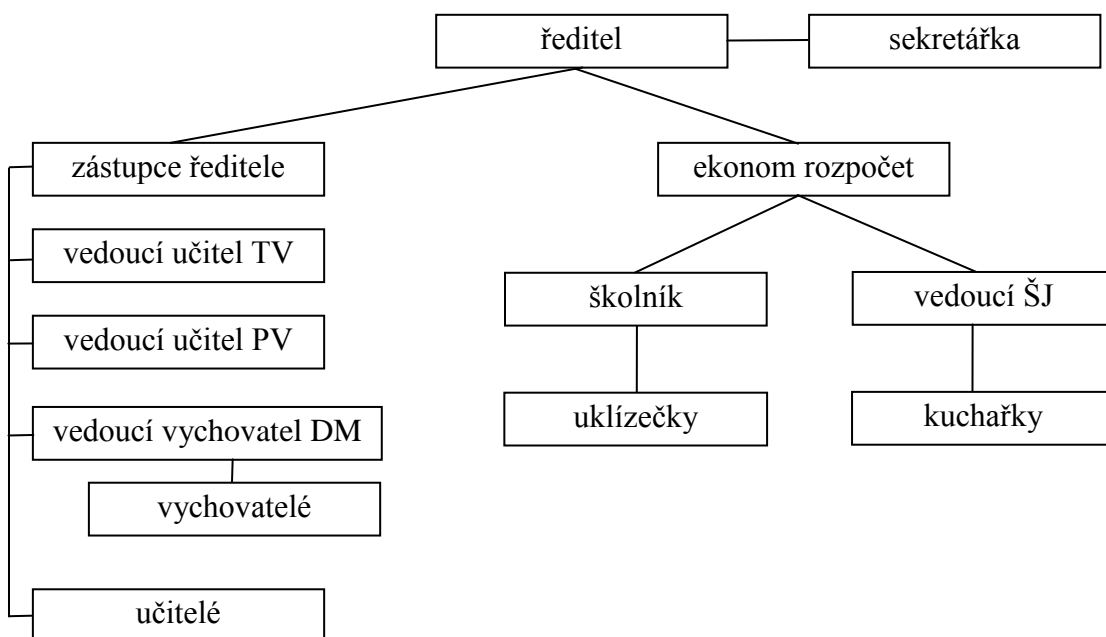 ředitel
sekretářka
zástupce ředitele
ekonom rozpočet
vedoucí učitel TV
školník
vedoucí ŠJ
vedoucí učitel PV
uklízečky
kuchařky
vedoucí vychovatel DM
vychovatelé
učitelé